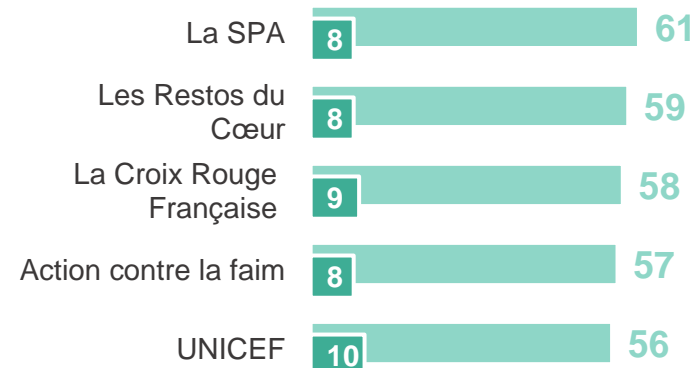 La SPA 8 61
Les Restos du
Cœur 8 59
La Croix Rouge
Française 9 58
Action contre la faim 8 57
UNICEF 10 56